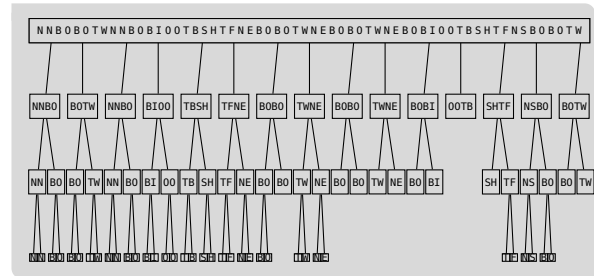 NNBOBOTWNNBOBIOOTBSHTFNEBOBOTWNEBOBOTWNEBOBIOOTBSHTFNSBOBOTW
NNBO BOTW NNBO BIOO TBSH TFNE BOBO TWNE BOBO TWNE BOBI OOTB SHTF NSBO BOTW
NN BO BO TW NN BO BI OO TB SH TF NE BO BO TW NE BO BO TW NE BO BI SH TF NS BO BO TW
N N B O B O T W N N B O B I O O T B S H T F N E B O T W N E T F N S B O